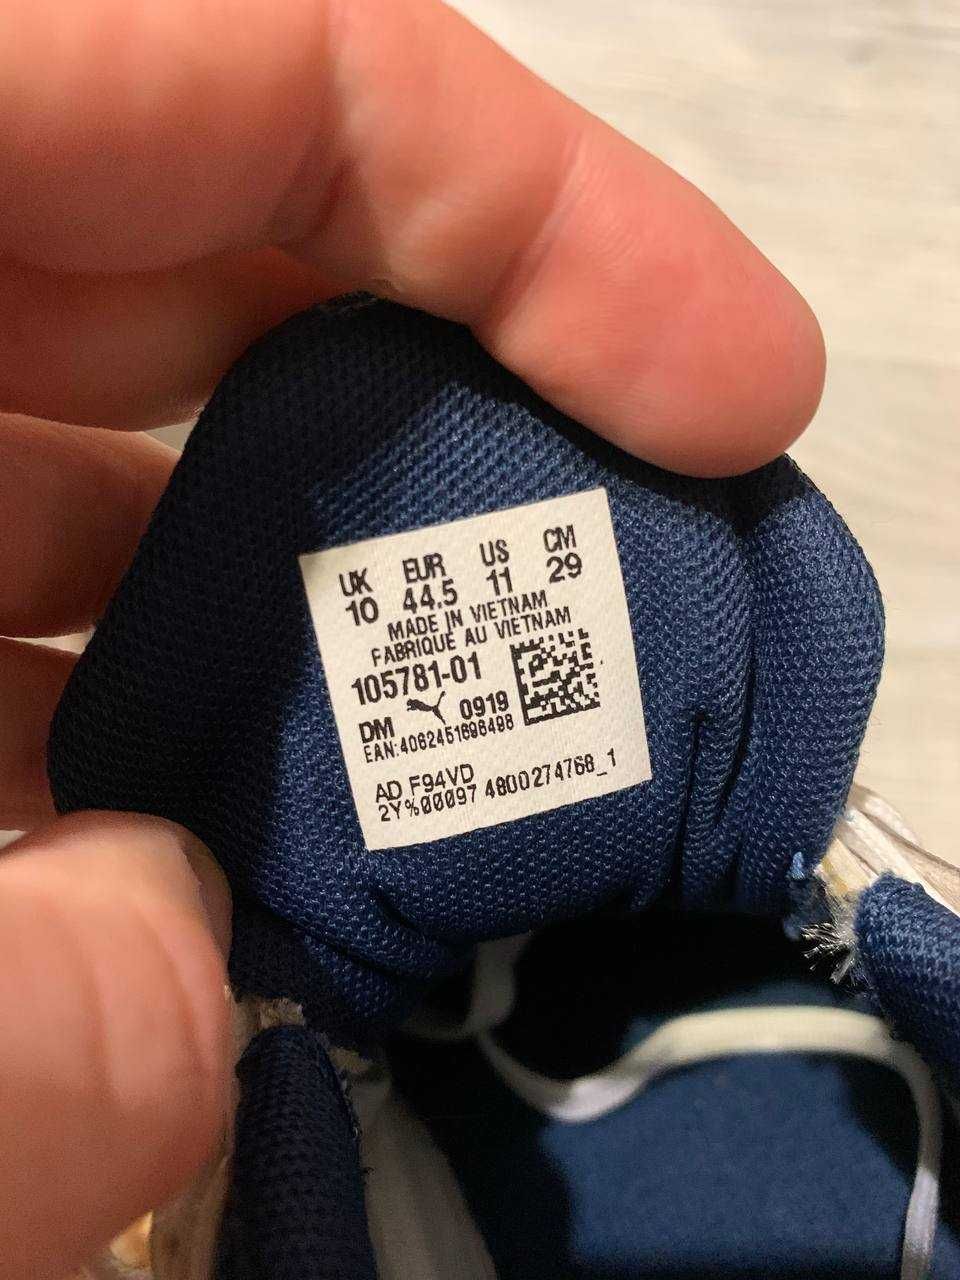 UK EUR US CM
10 44.5 11 29
MADE IN VIETNAM
FABRIQUE AU VIETNAM
105781-01
DM 0919
EAN:4062451696498
AD F94VD
2Y%00097 4800274768_1